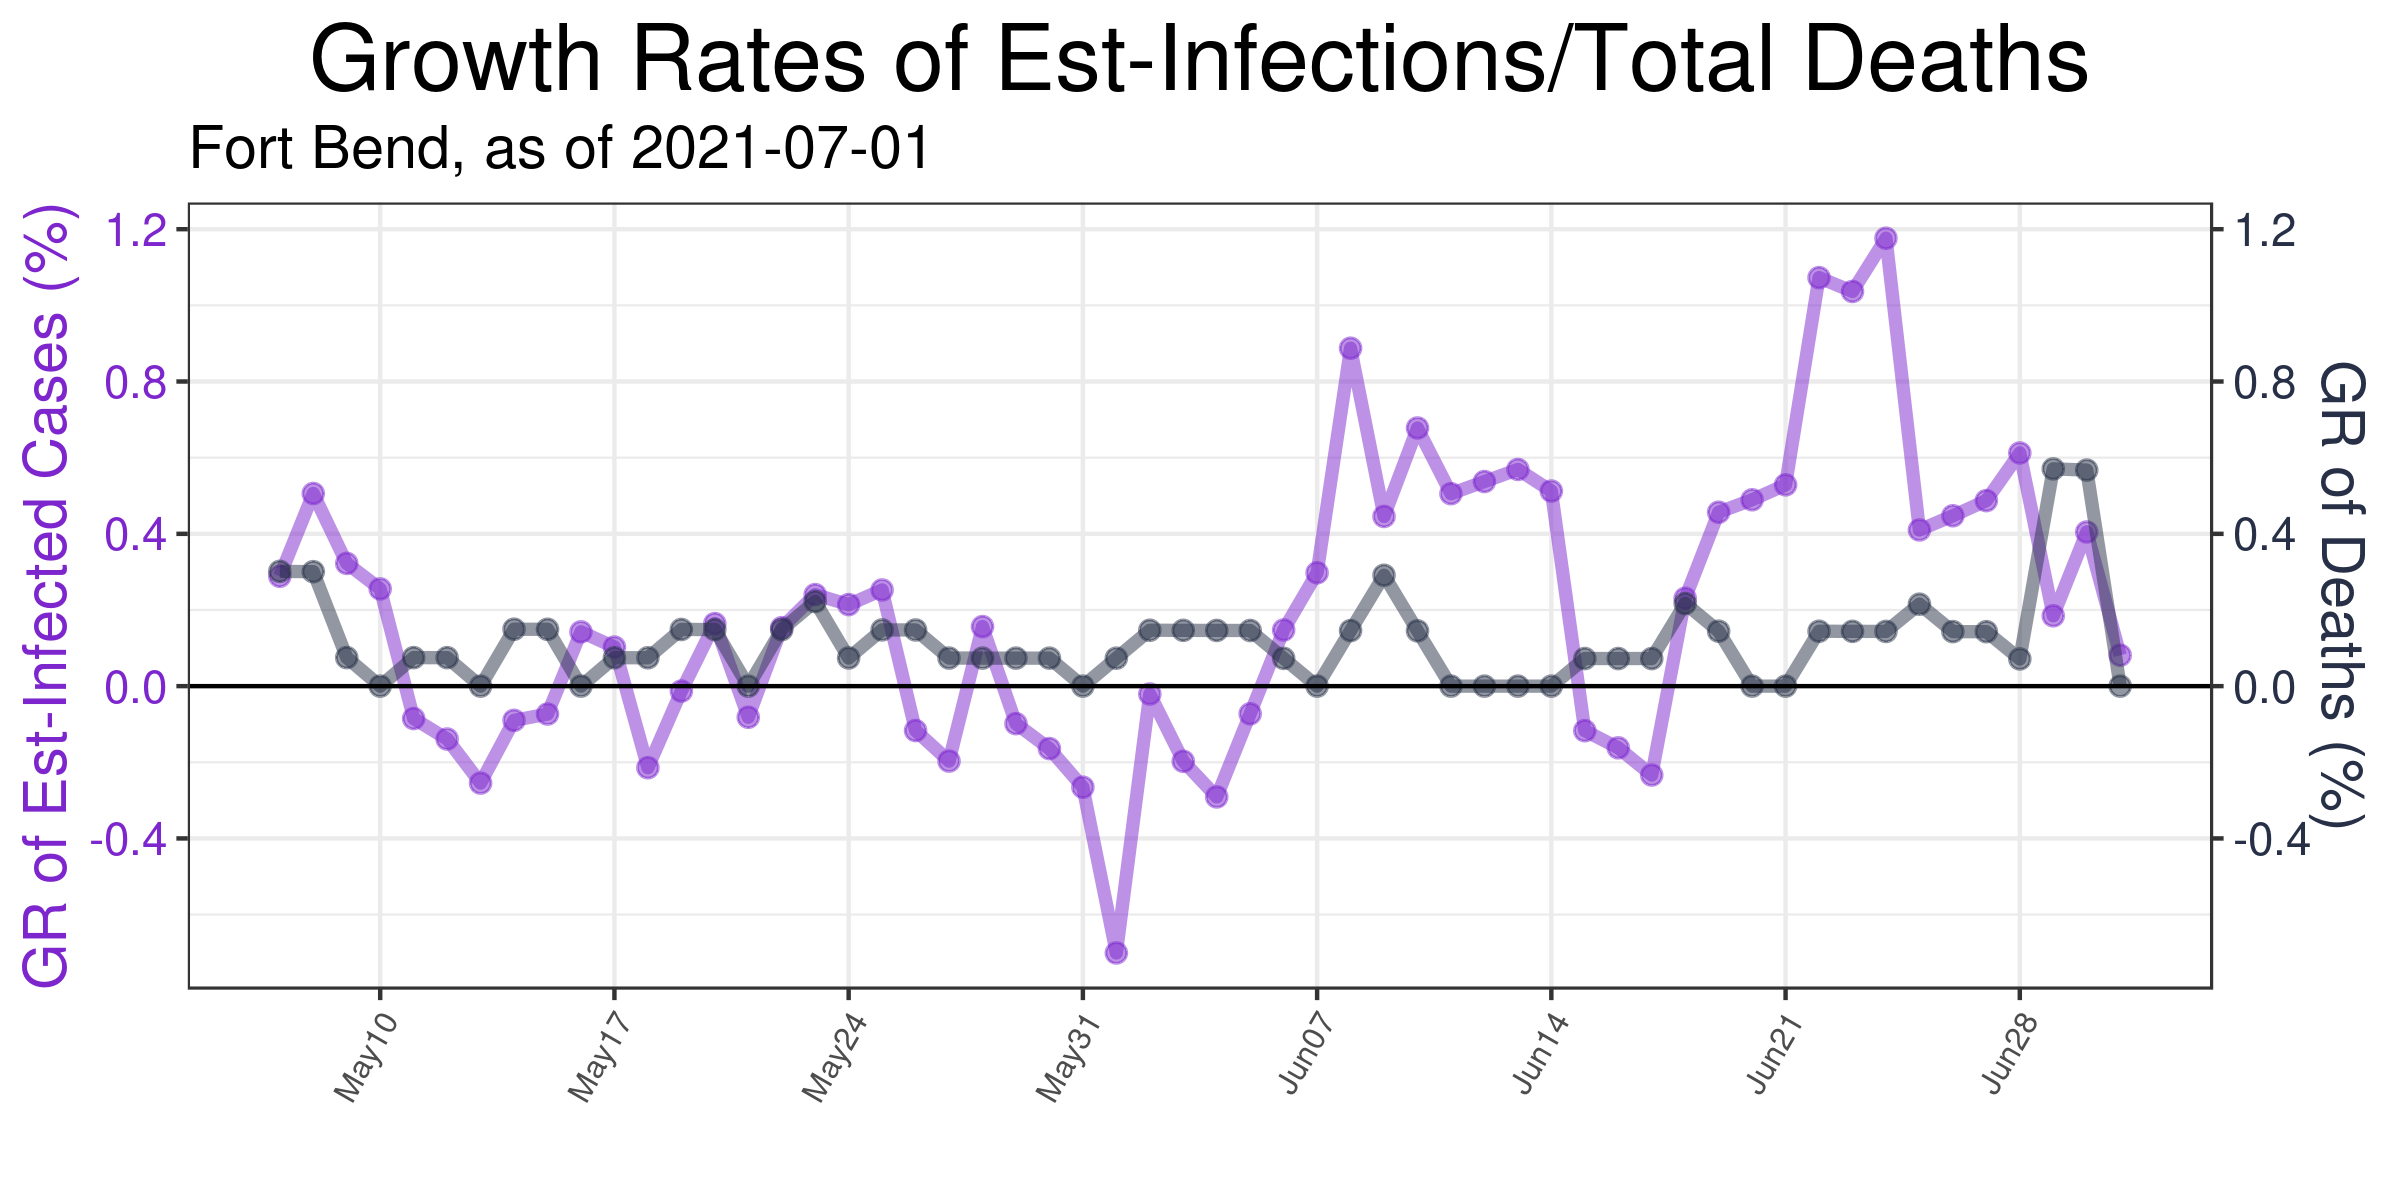 Growth Rates of Est-Infections/Total Deaths
Fort Bend, as of 2021-07-01
GR of Est-Infected Cases (%)
1.2
0.8
0.4
0.0
-0.4
1.2
0.8
0.4
0.0
-0.4
GR of Deaths (%)
May10
May17
May24
May31
Jun07
Jun14
Jun21
Jun28